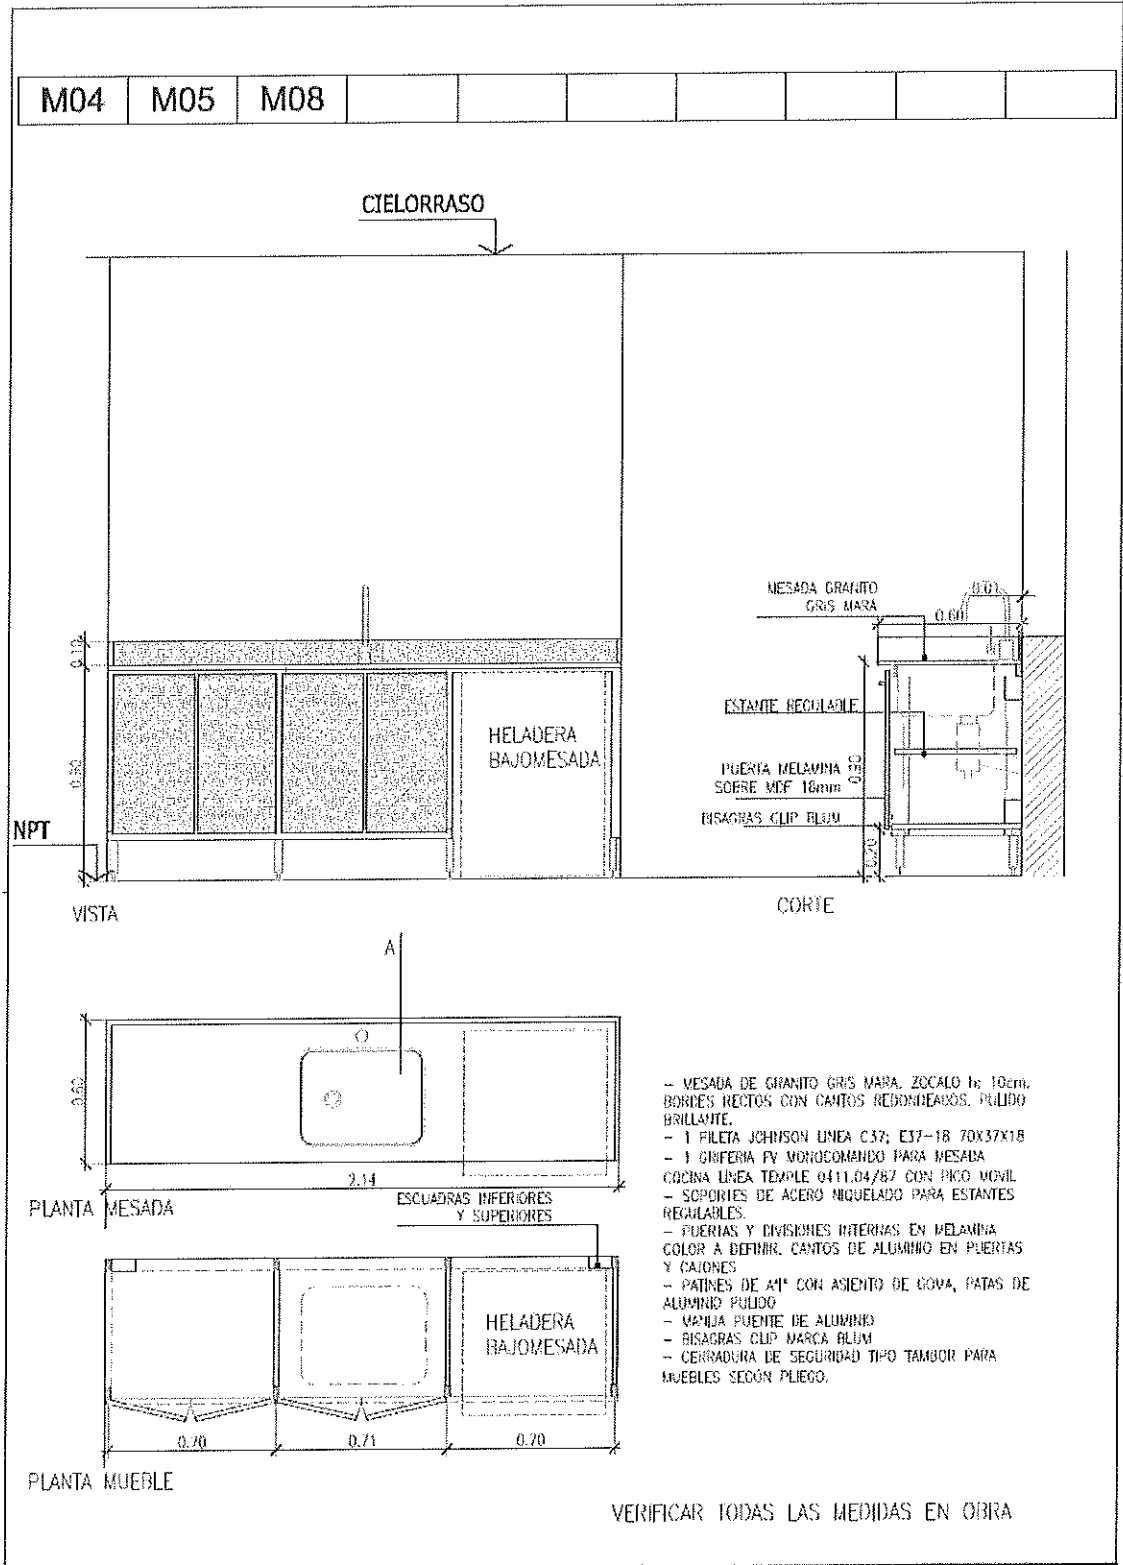 M04 M05 M08
CIELORRASO
MESADA GRANITO
GRIS MARA
0.01
0.60
0.10
ESTANTE REGULABLE
HELADERA
BAJOMESADA
PUERTA MELAMINA
SOBRE MDF 18mm
0.90
0.90
BISAGRAS CLIP BLUM
NPT
0.20
VISTA
CORTE
A
0.60
2.14
PLANTA MESADA
ESCUADRAS INFERIORES
Y SUPERIORES
HELADERA
BAJOMESADA
0.70
0.71
0.70
PLANTA MUEBLE
- MESADA DE GRANITO GRIS MARA. ZOCALO h: 10cm.
BORDES RECTOS CON CANTOS REDONDEADOS. PULIDO
BRILLANTE.
- 1 PILETA JOHNSON LINEA C37; E37-18 70X37X18
- 1 GRIFERIA FV MONOCOMANDO PARA MESADA
COCINA LINEA TEMPLE 0411.04/87 CON PICO MOVIL
- SOPORTES DE ACERO NIQUELADO PARA ESTANTES
REGULABLES.
- PUERTAS Y DIVISIONES INTERNAS EN MELAMINA
COLOR A DEFINIR. CANTOS DE ALUMINIO EN PUERTAS
Y CAJONES
- PATINES DE CON ASIENTO DE GOMA, PATAS DE
ALUMINIO PULIDO
- MANIJA PUENTE DE ALUMINIO
- BISAGRAS CLIP MARCA BLUM
- CERRADURA DE SEGURIDAD TIPO TAMBOR PARA
MUEBLES SEGÚN PLIEGO.
VERIFICAR TODAS LAS MEDIDAS EN OBRA